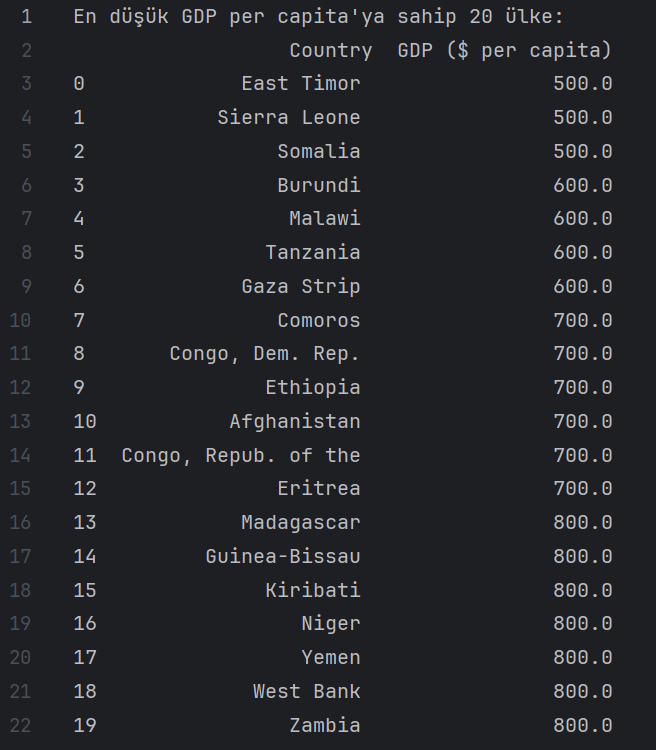 1 En düşük GDP per capita'ya sahip 20 ülke:
2 Country GDP ($ per capita)
3 0 East Timor 500.0
4 1 Sierra Leone 500.0
5 2 Somalia 500.0
6 3 Burundi 600.0
7 4 Malawi 600.0
8 5 Tanzania 600.0
9 6 Gaza Strip 600.0
10 7 Comoros 700.0
11 8 Congo, Dem. Rep. 700.0
12 9 Ethiopia 700.0
13 10 Afghanistan 700.0
14 11 Congo, Repub. of the 700.0
15 12 Eritrea 700.0
16 13 Madagascar 800.0
17 14 Guinea-Bissau 800.0
18 15 Kiribati 800.0
19 16 Niger 800.0
20 17 Yemen 800.0
21 18 West Bank 800.0
22 19 Zambia 800.0